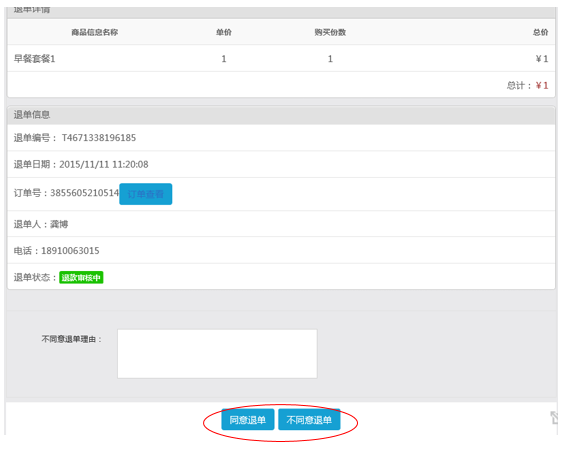 退单详情
商品信息名称 单价 购买份数 总价
早餐套餐1 1 1 ￥1
总计：￥1
退单信息
退单编号： T4671338196185
退单日期：2015/11/11 11:20:08
订单号：3855605210514 订单查看
退单人：龚博
电话：18910063015
退单状态：退款审核中
不同意退单理由：
同意退单 不同意退单